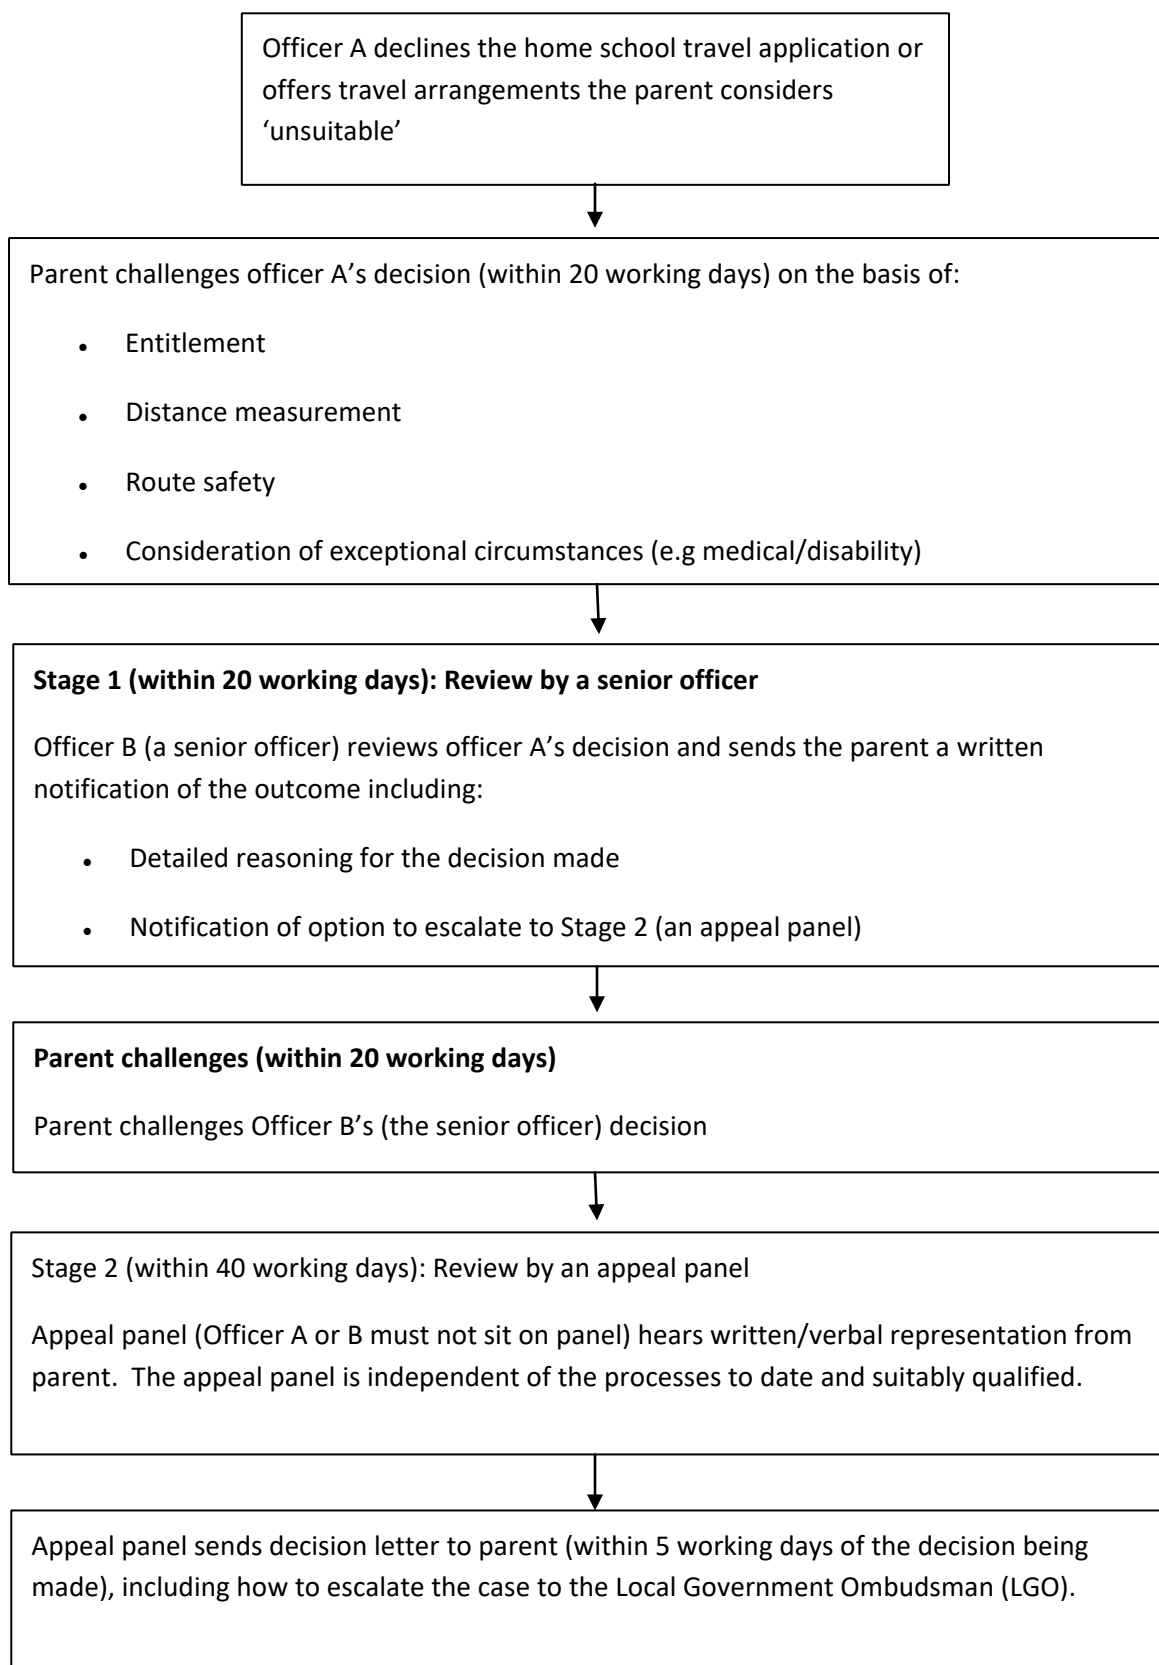 Officer A declines the home school travel application or
offers travel arrangements the parent considers
‘unsuitable’
Parent challenges officer A’s decision (within 20 working days) on the basis of:
• Entitlement
• Distance measurement
• Route safety
• Consideration of exceptional circumstances (e.g medical/disability)
Stage 1 (within 20 working days): Review by a senior officer
Officer B (a senior officer) reviews officer A’s decision and sends the parent a written
notification of the outcome including:
• Detailed reasoning for the decision made
• Notification of option to escalate to Stage 2 (an appeal panel)
Parent challenges (within 20 working days)
Parent challenges Officer B’s (the senior officer) decision
Stage 2 (within 40 working days): Review by an appeal panel
Appeal panel (Officer A or B must not sit on panel) hears written/verbal representation from
parent.  The appeal panel is independent of the processes to date and suitably qualified.
Appeal panel sends decision letter to parent (within 5 working days of the decision being
made), including how to escalate the case to the Local Government Ombudsman (LGO).